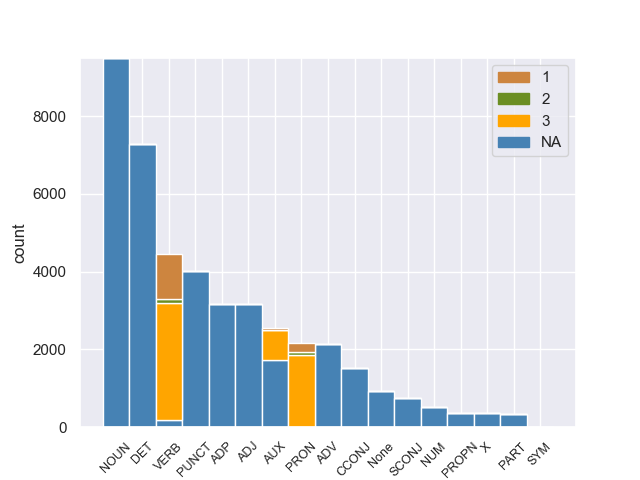 1
2
3
NA
8000
6000
4000
2000
0
count
NOUN
DET
VERB
PUNCT
ADP
ADJ
AUX
PRON
ADV
CCONJ
None
SCONJ
NUM
PROPN
X
PART
SYM